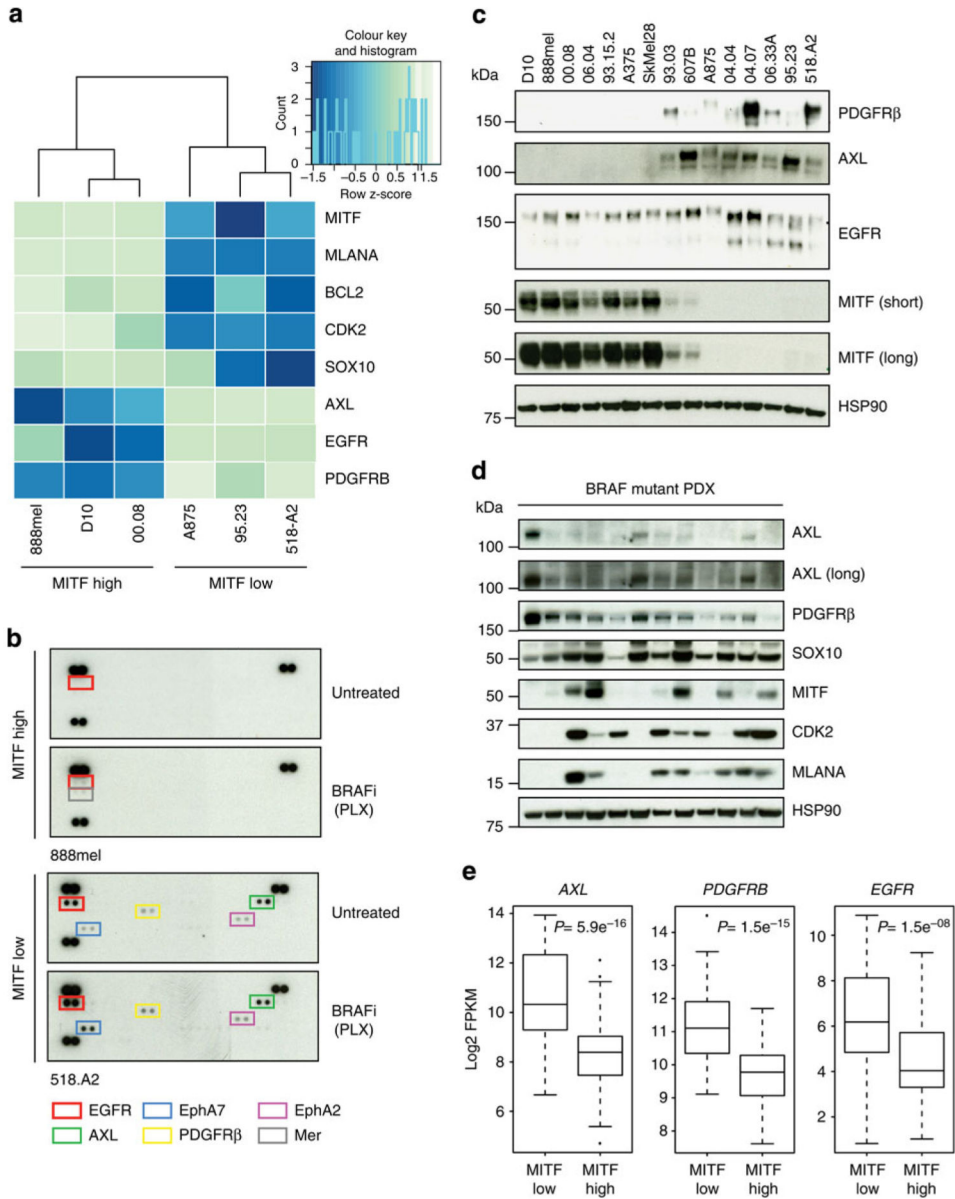 a
Colour key
and histogram
3
2
1
0
Count
−1.5
−0.5
0
0.5
1
1.5
Row z-score
MITF
MLANA
BCL2
CDK2
SOX10
AXL
EGFR
PDGFRB
888mel
D10
00.08
A875
95.23
518-A2
MITF high
MITF low
b
MITF high
Untreated
BRAFi
(PLX)
888mel
MITF low
Untreated
BRAFi
(PLX)
518.A2
EGFR
EphA7
EphA2
AXL
PDGFRβ
Mer
c
kDa
D10
888mel
00.08
06.04
93.15.2
A375
SkMel28
93.03
607B
A875
04.04
04.07
06.33A
95.23
518.A2
150
PDGFRβ
100
AXL
150
EGFR
50
MITF (short)
50
MITF (long)
75
HSP90
d
BRAF mutant PDX
kDa
100
AXL
100
AXL (long)
150
PDGFRβ
50
SOX10
50
MITF
37
CDK2
15
MLANA
75
HSP90
e
AXL
P= 5.9e−16
14
12
10
8
6
Log2 FPKM
MITF
low
MITF
high
PDGFRB
P= 1.5e−15
14
13
12
11
10
9
8
MITF
low
MITF
high
EGFR
P= 1.5e−08
10
8
6
4
2
MITF
low
MITF
high